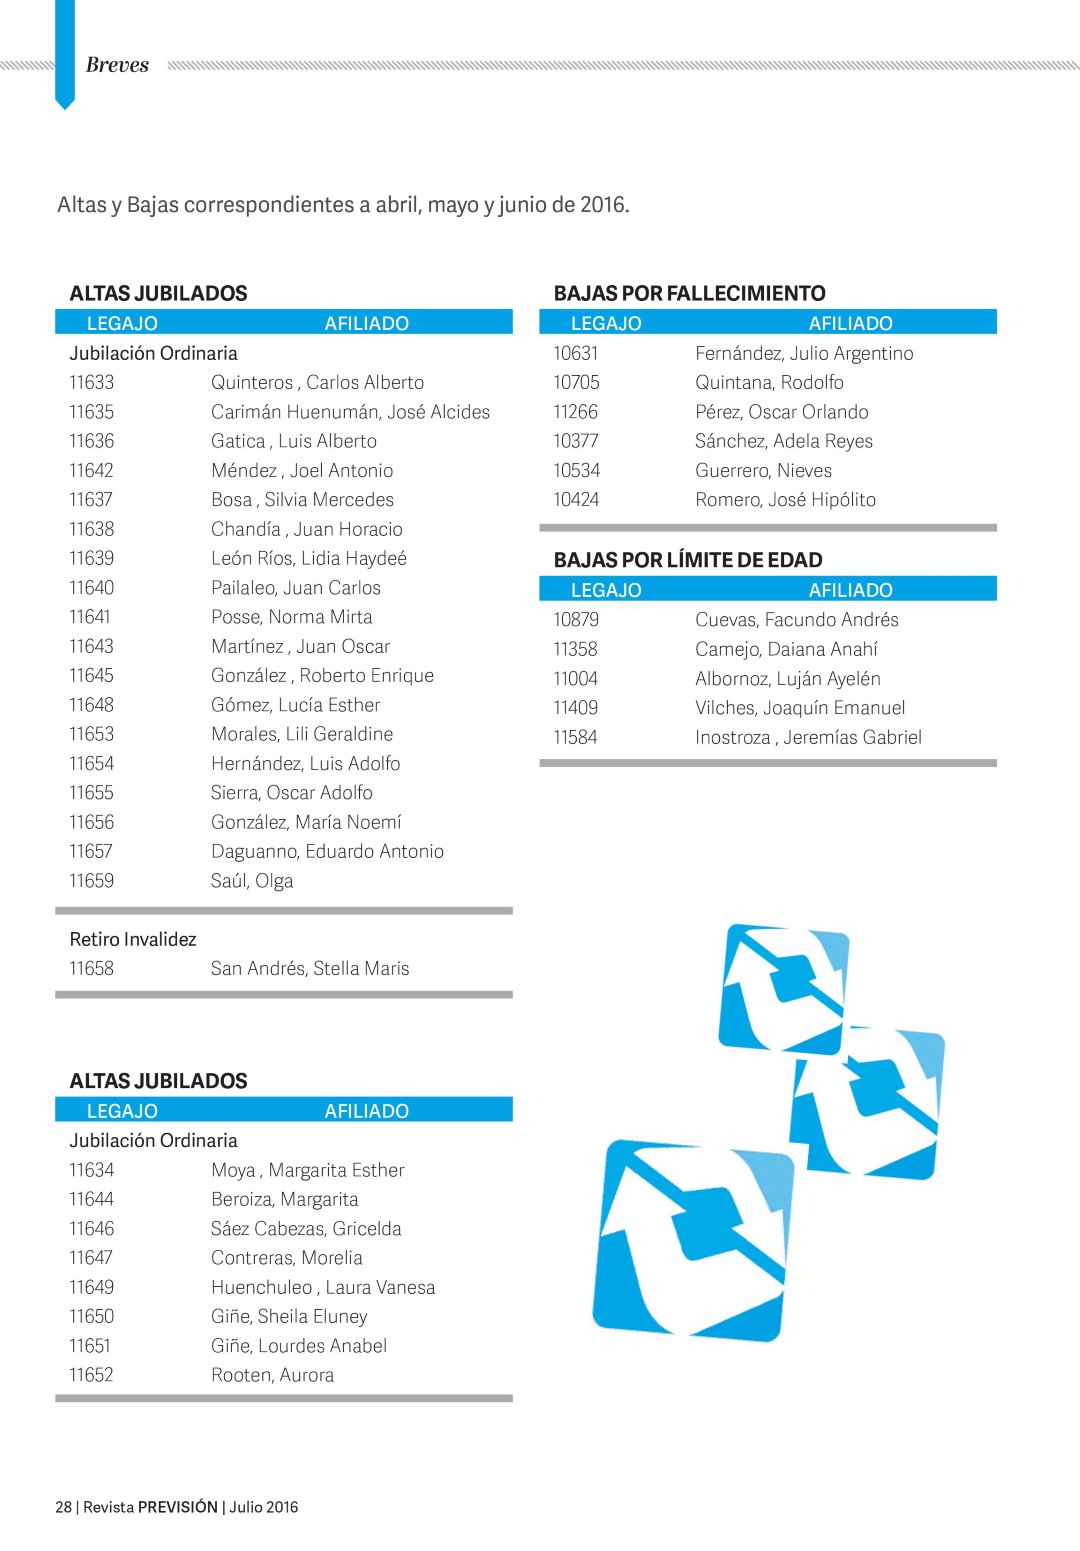 Breves
Altas y Bajas correspondientes a abril, mayo y junio de 2016.
ALTAS JUBILADOS
LEGAJO AFILIADO
Jubilación Ordinaria
11633 Quinteros , Carlos Alberto
11635 Carimán Huenumán, José Alcides
11636 Gatica , Luis Alberto
11642 Méndez , Joel Antonio
11637 Bosa , Silvia Mercedes
11638 Chandía , Juan Horacio
11639 León Ríos, Lidia Haydeé
11640 Pailaleo, Juan Carlos
11641 Posse, Norma Mirta
11643 Martínez , Juan Oscar
11645 González , Roberto Enrique
11648 Gómez, Lucía Esther
11653 Morales, Lili Geraldine
11654 Hernández, Luis Adolfo
11655 Sierra, Oscar Adolfo
11656 González, María Noemí
11657 Daguanno, Eduardo Antonio
11659 Saúl, Olga
Retiro Invalidez
11658 San Andrés, Stella Maris
ALTAS JUBILADOS
LEGAJO AFILIADO
Jubilación Ordinaria
11634 Moya , Margarita Esther
11644 Beroiza, Margarita
11646 Sáez Cabezas, Gricelda
11647 Contreras, Morelia
11649 Huenchuleo , Laura Vanesa
11650 Giñe, Sheila Eluney
11651 Giñe, Lourdes Anabel
11652 Rooten, Aurora
BAJAS POR FALLECIMIENTO
LEGAJO AFILIADO
10631 Fernández, Julio Argentino
10705 Quintana, Rodolfo
11266 Pérez, Oscar Orlando
10377 Sánchez, Adela Reyes
10534 Guerrero, Nieves
10424 Romero, José Hipólito
BAJAS POR LÍMITE DE EDAD
LEGAJO AFILIADO
10879 Cuevas, Facundo Andrés
11358 Camejo, Daiana Anahí
11004 Albornoz, Luján Ayelén
11409 Vilches, Joaquín Emanuel
11584 Inostroza , Jeremías Gabriel
28 | Revista PREVISIÓN | Julio 2016